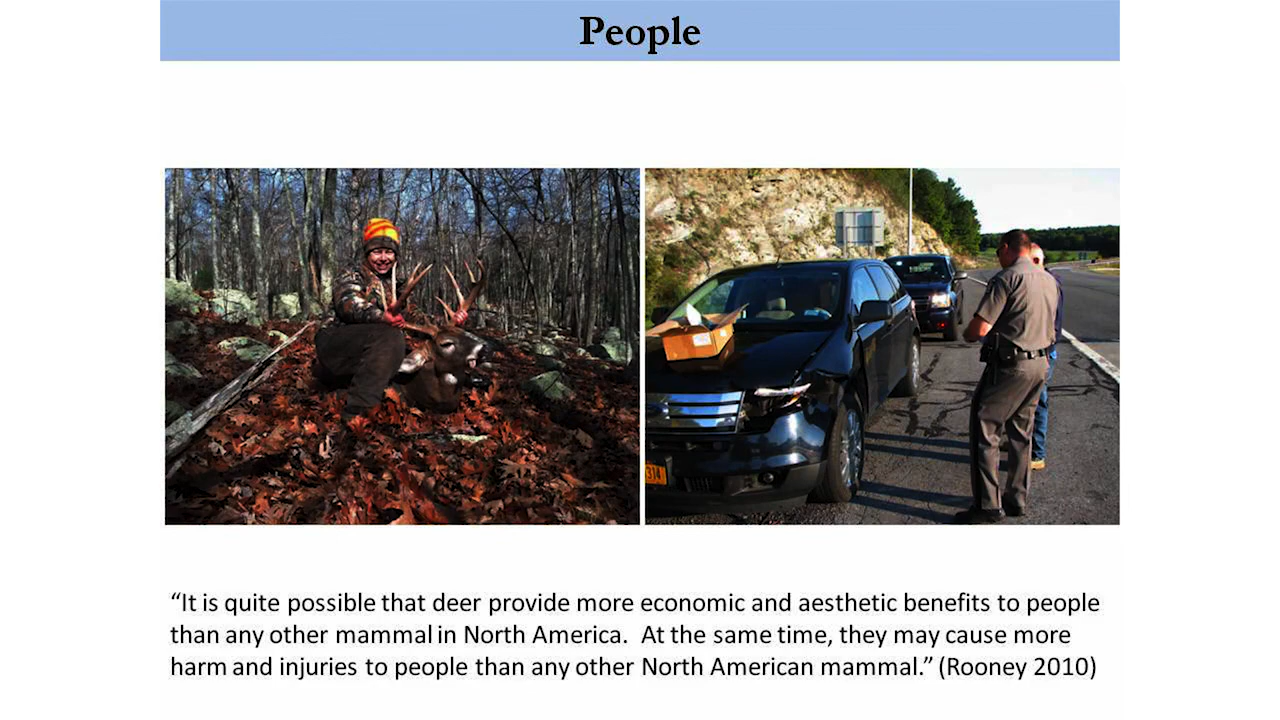 People
314
“It is quite possible that deer provide more economic and aesthetic benefits to people
than any other mammal in North America.  At the same time, they may cause more
harm and injuries to people than any other North American mammal.” (Rooney 2010)